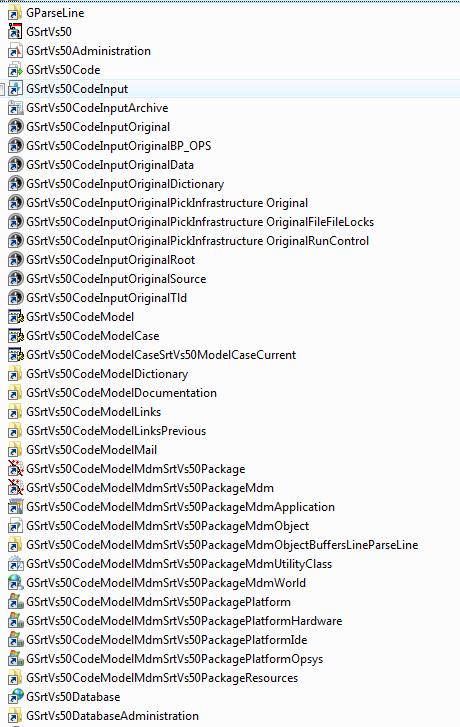 GParseLine
GSrtVs50
GSrtVs50Administration
GSrtVs50Code
GSrtVs50CodeInput
GSrtVs50CodeInputArchive
GSrtVs50CodeInputOriginal
GSrtVs50CodeInputOriginalBP_OPS
GSrtVs50CodeInputOriginalData
GSrtVs50CodeInputOriginalDictionary
GSrtVs50CodeInputOriginalPickInfrastructure Original
GSrtVs50CodeInputOriginalPickInfrastructure OriginalFileFileLocks
GSrtVs50CodeInputOriginalPickInfrastructure OriginalRunControl
GSrtVs50CodeInputOriginalRoot
GSrtVs50CodeInputOriginalSource
GSrtVs50CodeInputOriginalTld
GSrtVs50CodeModel
GSrtVs50CodeModelCase
GSrtVs50CodeModelCaseSrtVs50ModelCaseCurrent
GSrtVs50CodeModelDictionary
GSrtVs50CodeModelDocumentation
GSrtVs50CodeModelLinks
GSrtVs50CodeModelLinksPrevious
GSrtVs50CodeModelMail
GSrtVs50CodeModelMdmSrtVs50Package
GSrtVs50CodeModelMdmSrtVs50PackageMdm
GSrtVs50CodeModelMdmSrtVs50PackageMdmApplication
GSrtVs50CodeModelMdmSrtVs50PackageMdmObject
GSrtVs50CodeModelMdmSrtVs50PackageMdmObjectBuffersLineParseLine
GSrtVs50CodeModelMdmSrtVs50PackageMdmUtilityClass
GSrtVs50CodeModelMdmSrtVs50PackageMdmWorld
GSrtVs50CodeModelMdmSrtVs50PackagePlatform
GSrtVs50CodeModelMdmSrtVs50PackagePlatformHardware
GSrtVs50CodeModelMdmSrtVs50PackagePlatformIde
GSrtVs50CodeModelMdmSrtVs50PackagePlatformOpsys
GSrtVs50CodeModelMdmSrtVs50PackageResources
GSrtVs50Database
GSrtVs50DatabaseAdministration